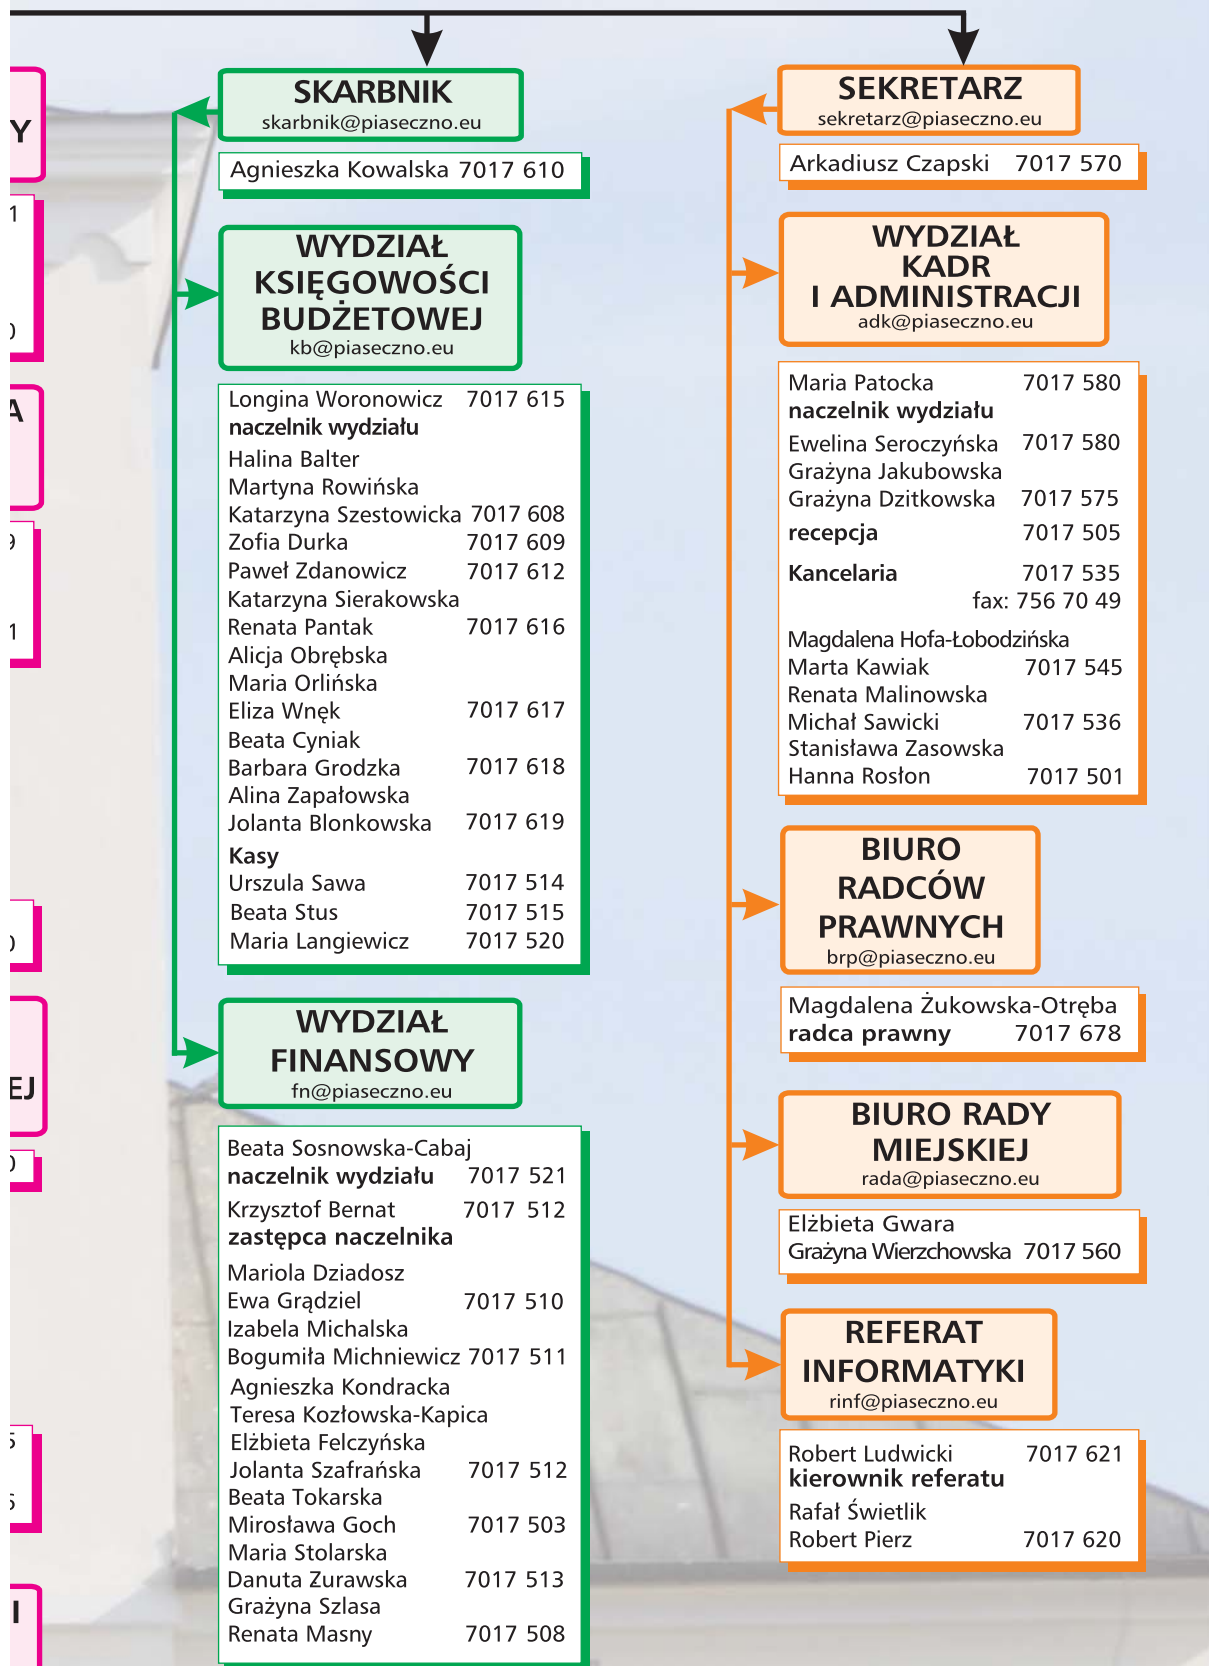 Y
1
0
A
9
1
0
EJ
0
5
6
I
SKARBNIK
skarbnik@piaseczno.eu
Agnieszka Kowalska 7017 610
WYDZIAŁ
KSIĘGOWOŚCI
BUDŻETOWEJ
kb@piaseczno.eu
Longina Woronowicz 7017 615
naczelnik wydziału
Halina Balter
Martyna Rowińska
Katarzyna Szestowicka 7017 608
Zofia Durka 7017 609
Paweł Zdanowicz 7017 612
Katarzyna Sierakowska
Renata Pantak 7017 616
Alicja Obrębska
Maria Orlińska
Eliza Wnęk 7017 617
Beata Cyniak
Barbara Grodzka 7017 618
Alina Zapałowska
Jolanta Blonkowska 7017 619
Kasy
Urszula Sawa 7017 514
Beata Stus 7017 515
Maria Langiewicz 7017 520
WYDZIAŁ
FINANSOWY
fn@piaseczno.eu
Beata Sosnowska-Cabaj
naczelnik wydziału 7017 521
Krzysztof Bernat 7017 512
zastępca naczelnika
Mariola Dziadosz
Ewa Grądziel 7017 510
Izabela Michalska
Bogumiła Michniewicz 7017 511
Agnieszka Kondracka
Teresa Kozłowska-Kapica
Elżbieta Felczyńska
Jolanta Szafrańska 7017 512
Beata Tokarska
Mirosława Goch 7017 503
Maria Stolarska
Danuta Zurawska 7017 513
Grażyna Szlasa
Renata Masny 7017 508
SEKRETARZ
sekretarz@piaseczno.eu
Arkadiusz Czapski 7017 570
WYDZIAŁ
KADR
I ADMINISTRACJI
adk@piaseczno.eu
Maria Patocka 7017 580
naczelnik wydziału
Ewelina Seroczyńska 7017 580
Grażyna Jakubowska
Grażyna Dzitkowska 7017 575
recepcja 7017 505
Kancelaria 7017 535
fax: 756 70 49
Magdalena Hofa-Łobodzińska
Marta Kawiak 7017 545
Renata Malinowska
Michał Sawicki 7017 536
Stanisława Zasowska
Hanna Rosłon 7017 501
BIURO
RADCÓW
PRAWNYCH
brp@piaseczno.eu
Magdalena Żukowska-Otręba
radca prawny 7017 678
BIURO RADY
MIEJSKIEJ
rada@piaseczno.eu
Elżbieta Gwara
Grażyna Wierzchowska 7017 560
REFERAT
INFORMATYKI
rinf@piaseczno.eu
Robert Ludwicki 7017 621
kierownik referatu
Rafał Świetlik
Robert Pierz 7017 620